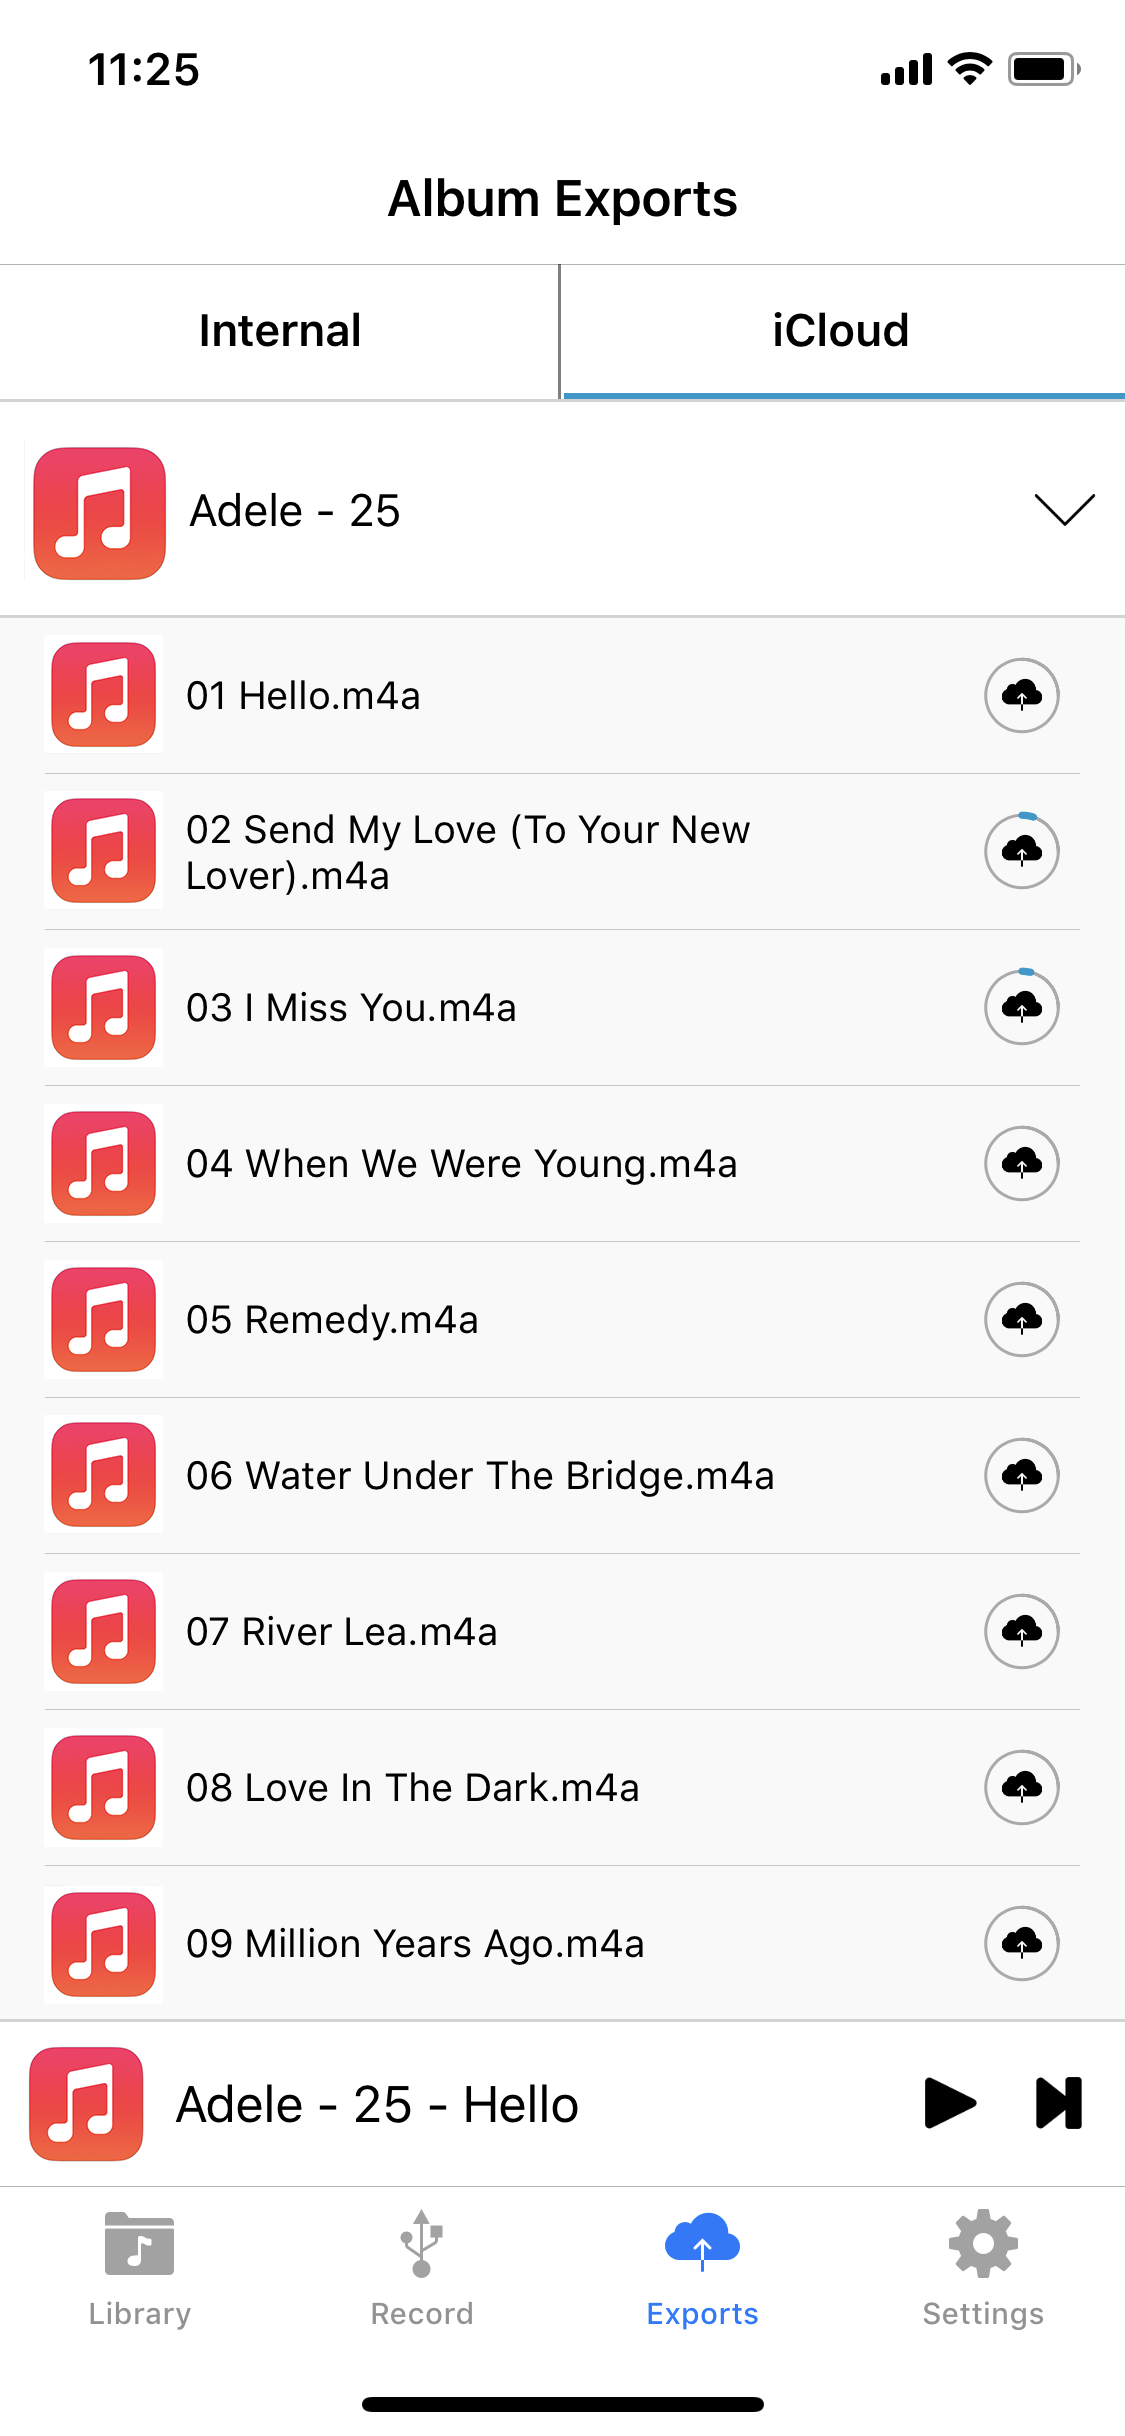 11:25
Album Exports
Internal
iCloud
Adele - 25
01 Hello.m4a
02 Send My Love (To Your New
Lover).m4a
03 I Miss You.m4a
04 When We Were Young.m4a
05 Remedy.m4a
06 Water Under The Bridge.m4a
07 River Lea.m4a
08 Love In The Dark.m4a
09 Million Years Ago.m4a
Adele - 25 - Hello
Library
Record
Exports
Settings